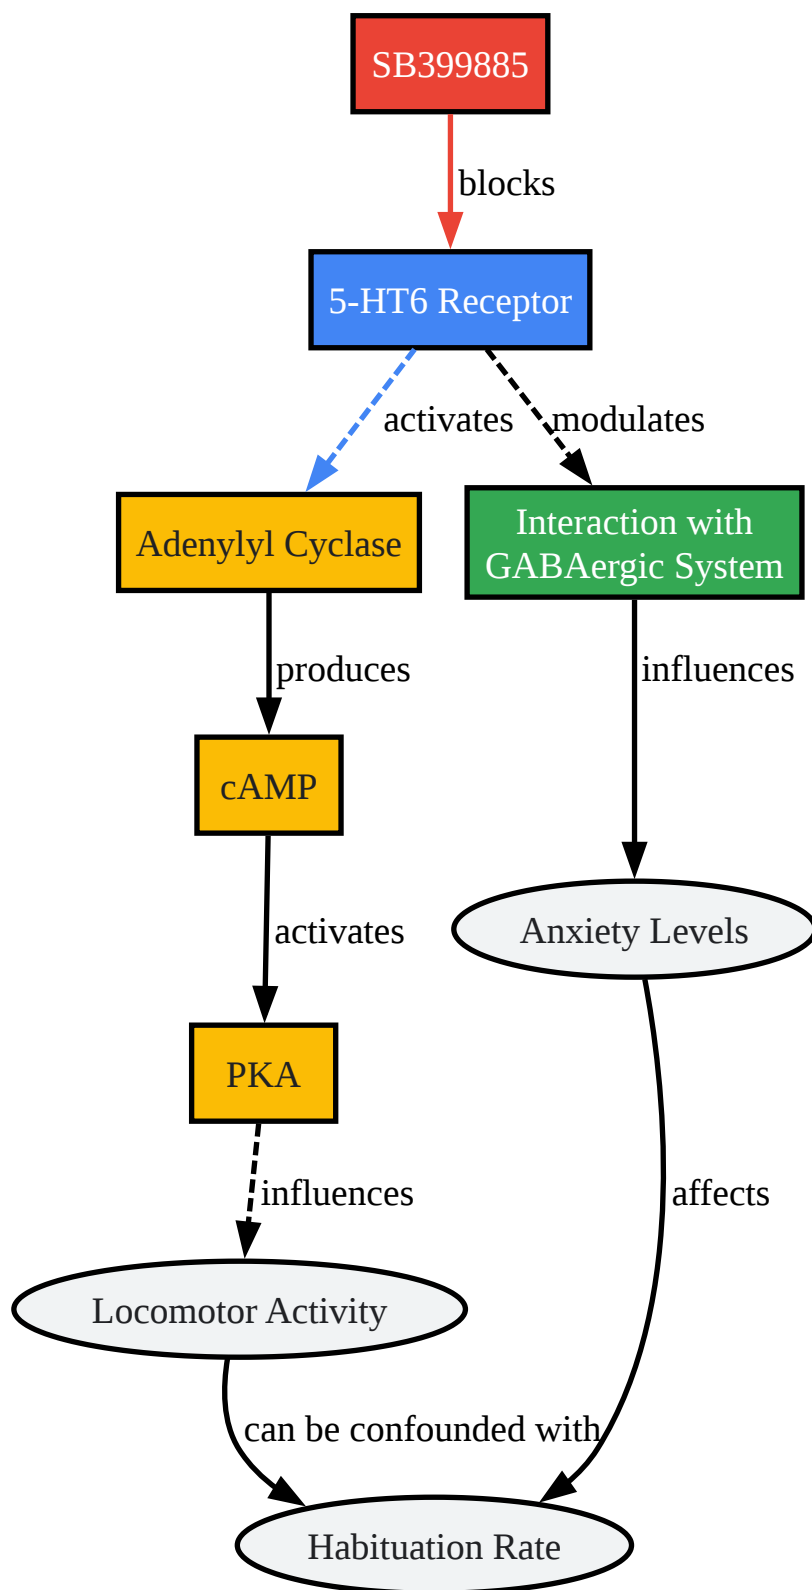 SB399885
blocks
5-HT6 Receptor
activates
modulates
Adenylyl Cyclase
Interaction with
GABAergic System
produces
influences
cAMP
activates
Anxiety Levels
PKA
influences
affects
Locomotor Activity
can be confounded with
Habituation Rate